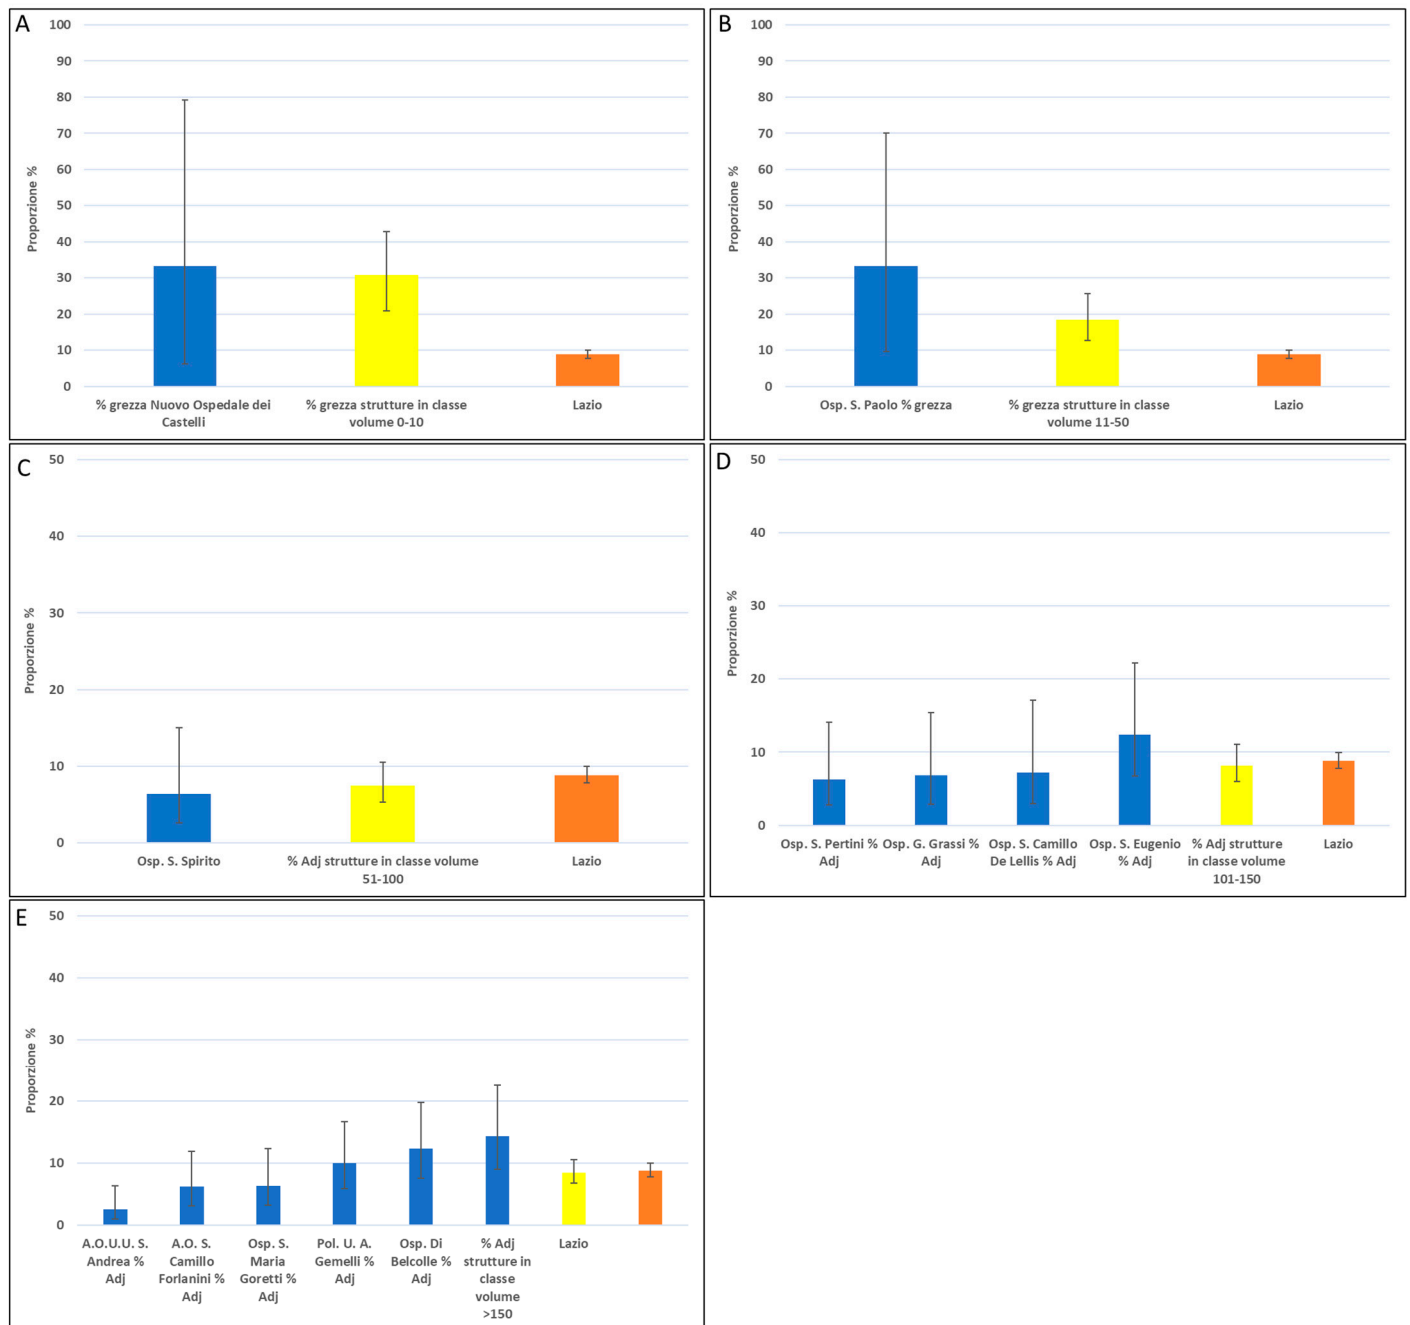 A
100
90
80
70
60
50
40
30
20
10
0
Proporzione %
% grezza Nuovo Ospedale dei
Castelli
% grezza strutture in classe
volume 0-10
Lazio
B
100
90
80
70
60
50
40
30
20
10
0
Proporzione %
Osp. S. Paolo % grezza
% grezza strutture in classe
volume 11-50
Lazio
C
50
40
30
20
10
0
Proporzione %
Osp. S. Spirito
% Adj strutture in classe volume
51-100
Lazio
D
50
40
30
20
10
0
Proporzione %
Osp. S. Pertini %
Adj
Osp. G. Grassi %
Adj
Osp. S. Camillo
De Lellis % Adj
Osp. S. Eugenio
% Adj
% Adj strutture
in classe volume
101-150
Lazio
E
50
40
30
20
10
0
Proporzione %
A.O.U.U. S.
Andrea %
Adj
A.O. S.
Camillo
Forlanini %
Adj
Osp. S.
Maria
Goretti %
Adj
Pol. U. A.
Gemelli %
Adj
Osp. Di
Belcolle %
Adj
% Adj
strutture in
classe
volume
>150
Lazio